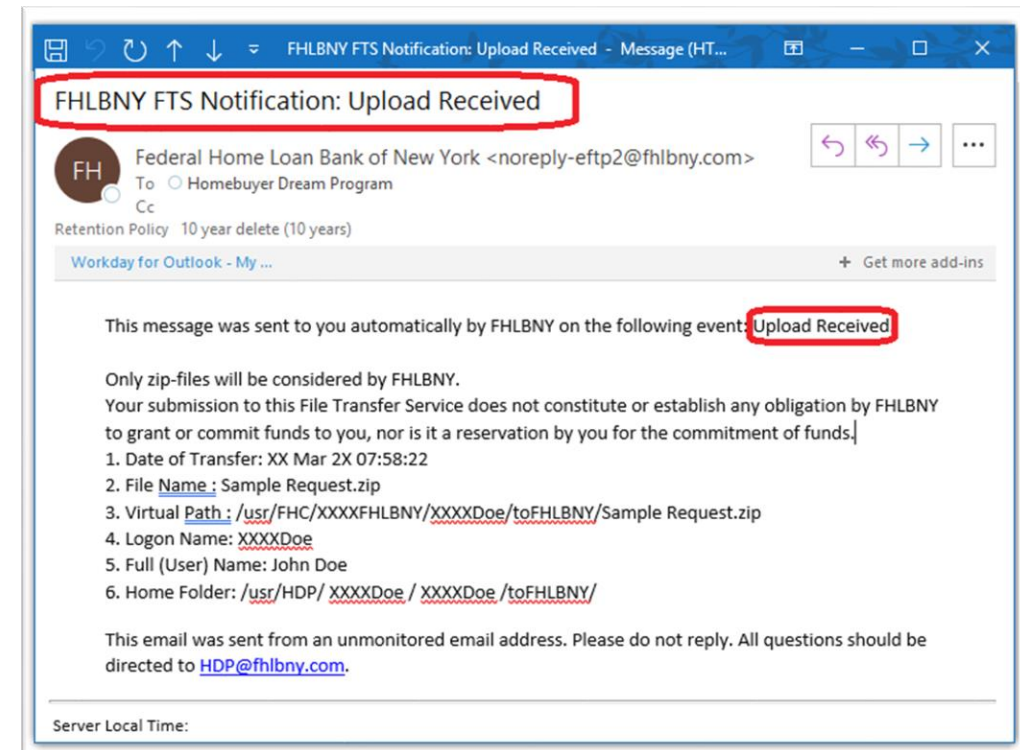 FHLBNY FTS Notification: Upload Received - Message (HT...
FHLBNY FTS Notification: Upload Received
FH
Federal Home Loan Bank of New York <noreply-eftp2@fhlbny.com>
To Homebuyer Dream Program
Cc
Retention Policy 10 year delete (10 years)
Workday for Outlook - My ...
+ Get more add-ins
This message was sent to you automatically by FHLBNY on the following event: Upload Received
Only zip-files will be considered by FHLBNY.
Your submission to this File Transfer Service does not constitute or establish any obligation by FHLBNY
to grant or commit funds to you, nor is it a reservation by you for the commitment of funds.
1. Date of Transfer: XX Mar 2X 07:58:22
2. File Name : Sample Request.zip
3. Virtual Path : /usr/FHC/XXXXFHLBNY/XXXXDoe/toFHLBNY/Sample Request.zip
4. Logon Name: XXXXDoe
5. Full (User) Name: John Doe
6. Home Folder: /usr/HDP/ XXXXDoe / XXXXDoe /toFHLBNY/
This email was sent from an unmonitored email address. Please do not reply. All questions should be
directed to HDP@fhlbny.com.
Server Local Time: